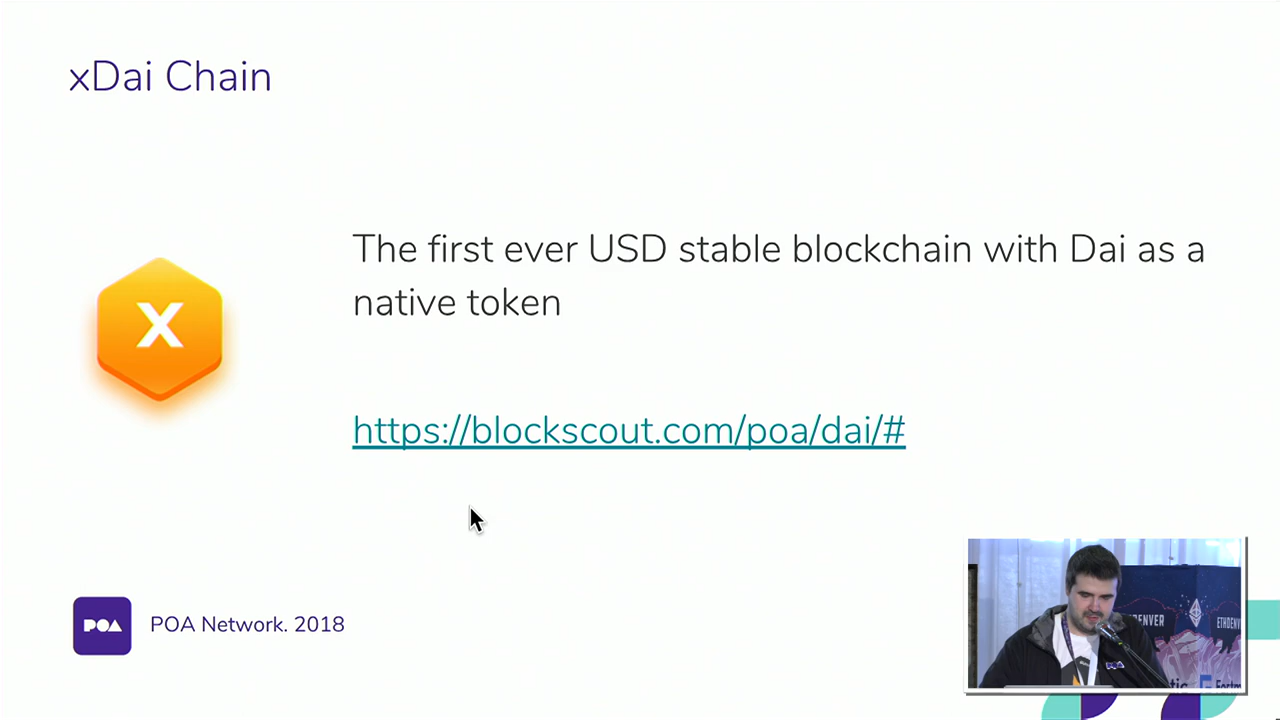 xDai Chain
X
The first ever USD stable blockchain with Dai as a
native token
https://blockscout.com/poa/dai/#
POA
POA Network. 2018